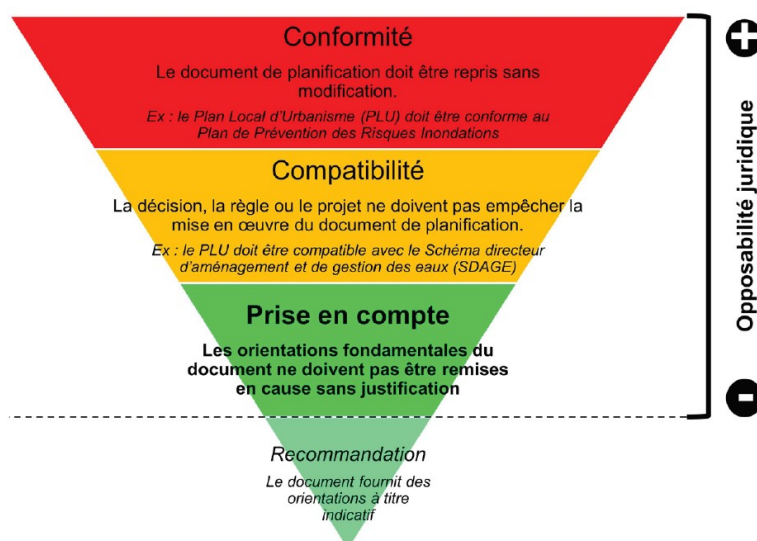 Conformité
Le document de planification doit être repris sans
modification.
Ex : le Plan Local d'Urbanisme (PLU) doit être conforme au
Plan de Prévention des Risques Inondations
Compatibilité
La décision, la règle ou le projet ne doivent pas empêcher la
mise en œuvre du document de planification.
Ex : le PLU doit être compatible avec le Schéma directeur
d'aménagement et de gestion des eaux (SDAGE)
Prise en compte
Les orientations fondamentales du
document ne doivent pas être remises
en cause sans justification
Recommandation
Le document fournit des
orientations à titre
indicatif
+
Opposabilité juridique
-